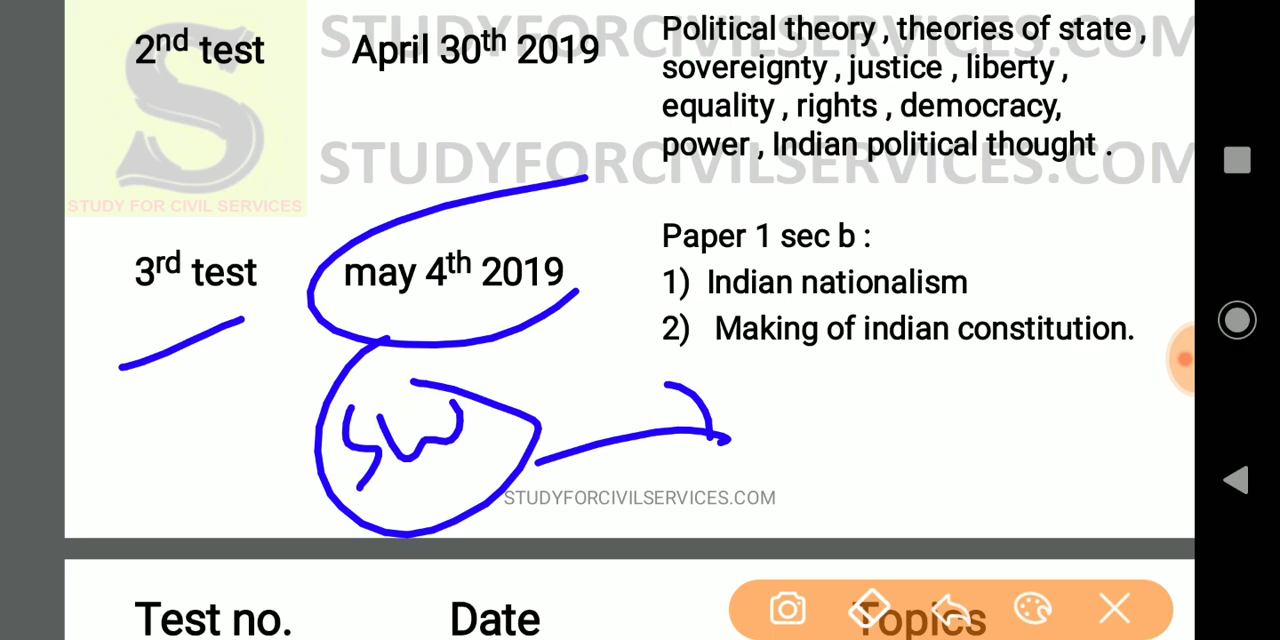 STUDYFORCIVILSERVICES.COM
2nd test April 30th 2019 Political theory , theories of state ,
sovereignty , justice , liberty ,
equality , rights , democracy,
power , Indian political thought .
STUDYFORCIVILSERVICES.COM
S
STUDY FOR CIVIL SERVICES
3rd test may 4th 2019 Paper 1 sec b :
1) Indian nationalism
2) Making of indian constitution.
SW
STUDYFORCIVILSERVICES.COM
Test no. Date Topics